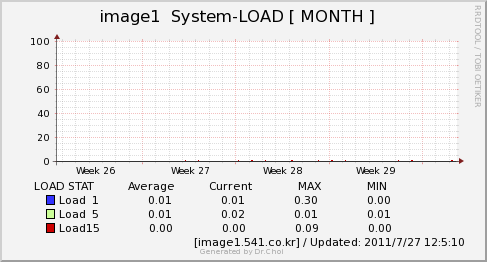 image1 System-LOAD [ MONTH ]
RRDTOOL / TOBI OETIKER
100
80
60
40
20
0
Week 26 Week 27 Week 28 Week 29
LOAD STAT Average Current MAX MIN
Load 1 0.01 0.01 0.30 0.00
Load 5 0.01 0.02 0.01 0.01
Load15 0.00 0.00 0.09 0.00
[image1.541.co.kr] / Updated: 2011/7/27 12:5:10
Generated by Dr.Choi